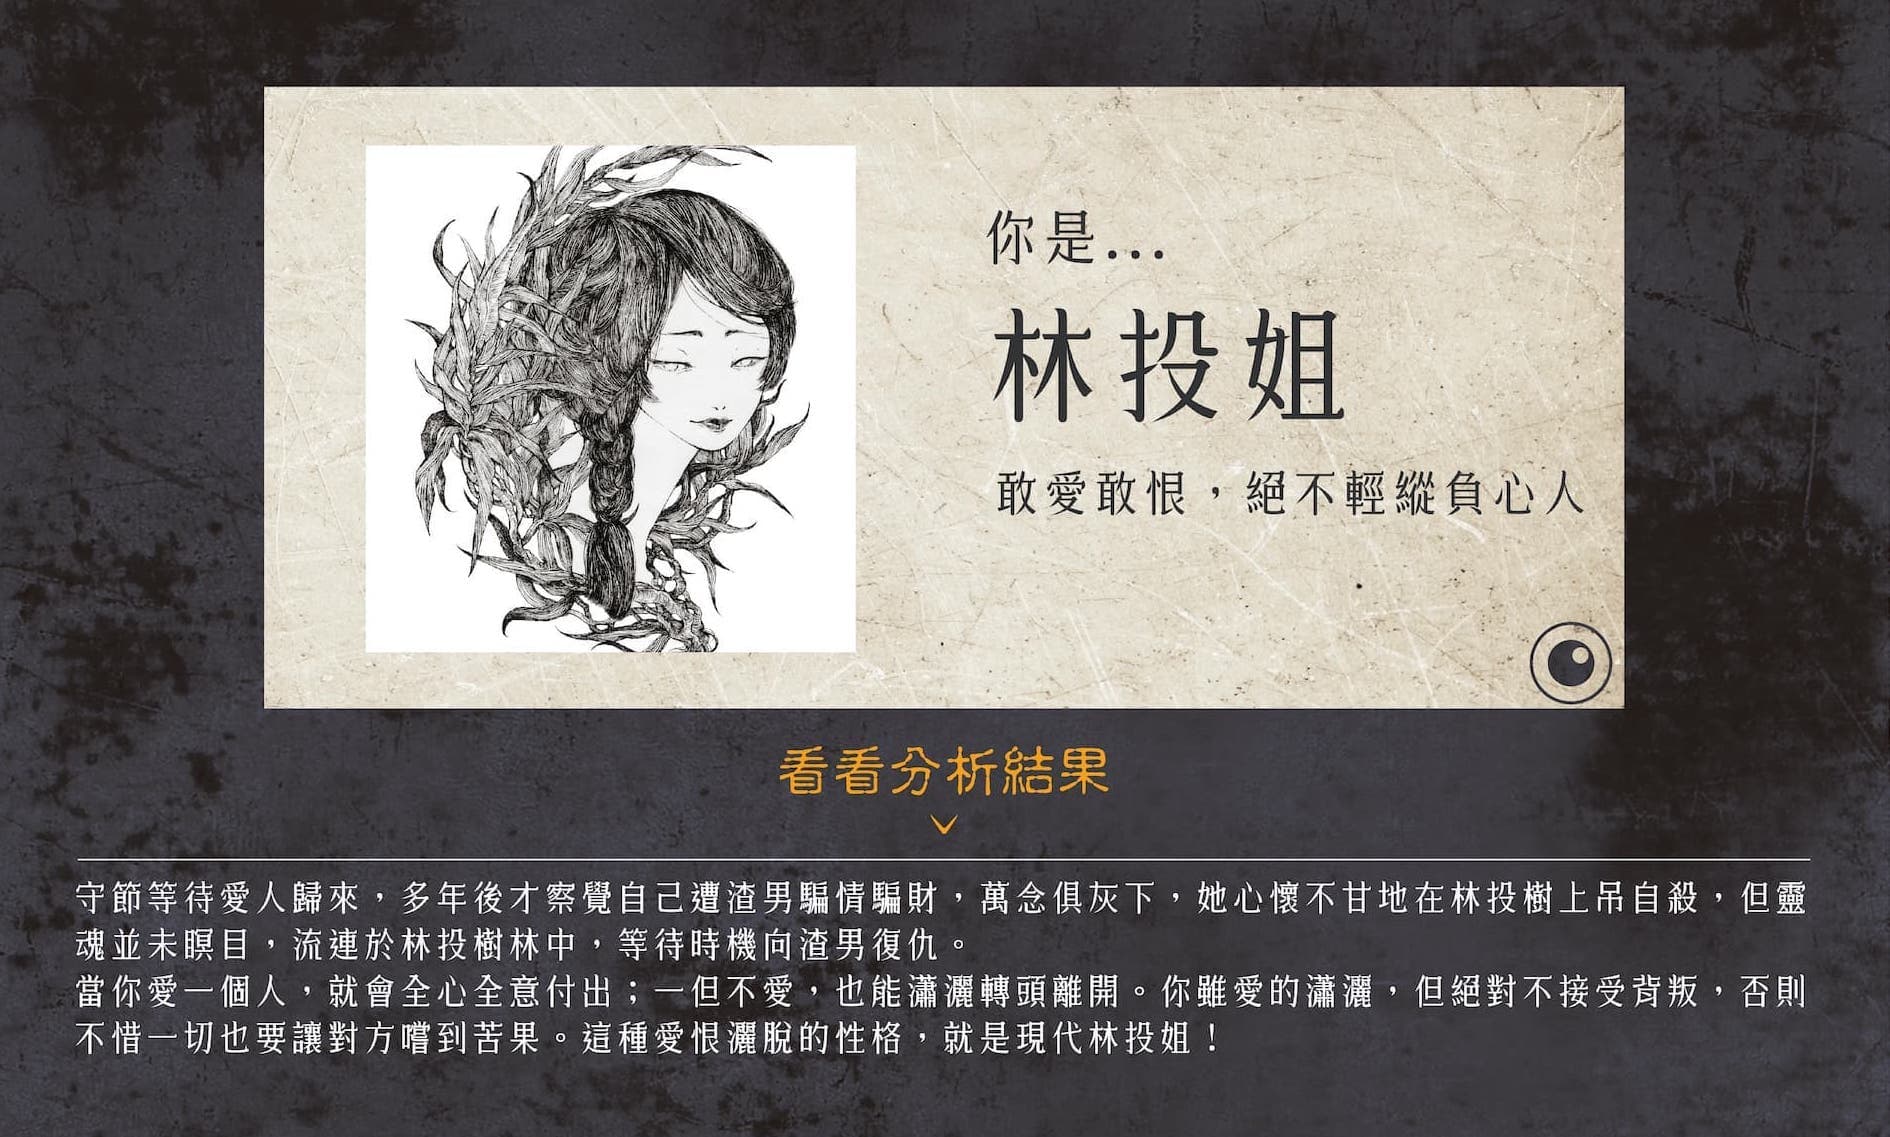 你是...
林投姐
敢愛敢恨，絕不輕縱負心人
看看分析結果
守節等待愛人歸來，多年後才察覺自己遭渣男騙情騙財，萬念俱灰下，她心懷不甘地在林投樹上吊自殺，但靈
魂並未瞑目，流連於林投樹林中，等待時機向渣男復仇。
當你愛一個人，就會全心全意付出；一但不愛，也能瀟灑轉頭離開。你雖愛的瀟灑，但絕對不接受背叛，否則
不惜一切也要讓對方嚐到苦果。這種愛恨灑脫的性格，就是現代林投姐！